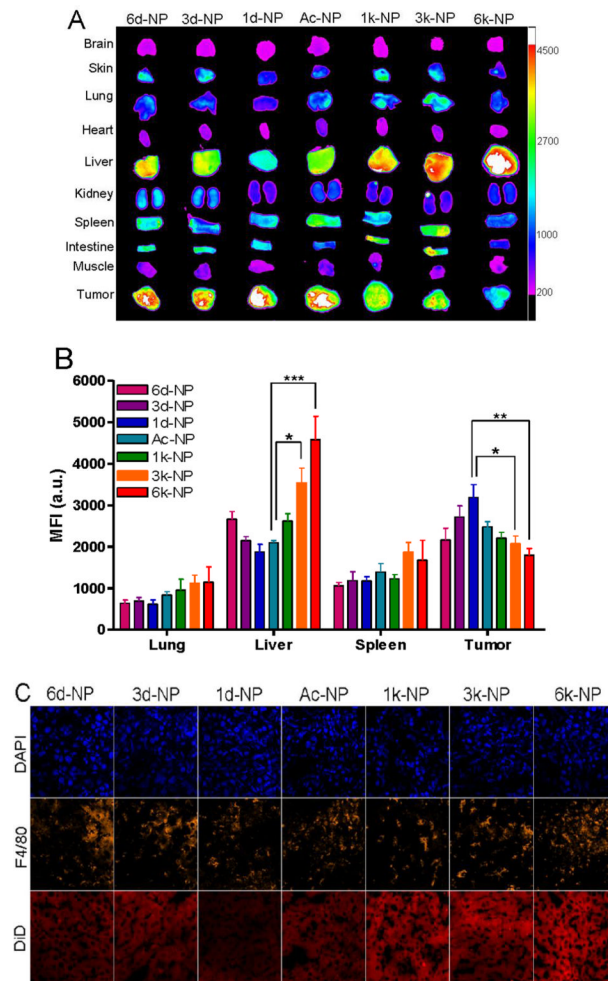 A
6d-NP 3d-NP 1d-NP Ac-NP 1k-NP 3k-NP 6k-NP
Brain
Skin
Lung
Heart
Liver
Kidney
Spleen
Intestine
Muscle
Tumor
4500
2700
1000
200
B
MFI (a.u.)
6000
5000
4000
3000
2000
1000
0
6d-NP
3d-NP
1d-NP
Ac-NP
1k-NP
3k-NP
6k-NP
***
*
**
*
Lung Liver Spleen Tumor
C
6d-NP 3d-NP 1d-NP Ac-NP 1k-NP 3k-NP 6k-NP
DAPI
F4/80
DiD